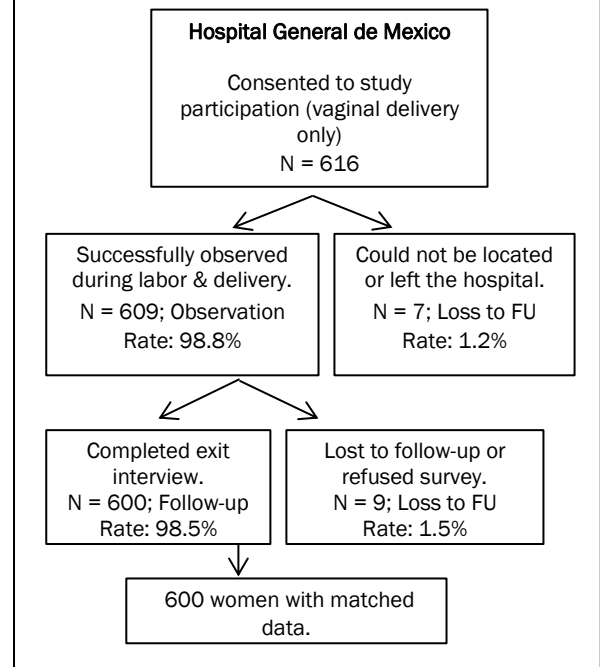 Hospital General de Mexico
Consented to study
participation (vaginal delivery
only)
N = 616
Successfully observed
during labor & delivery.
N = 609; Observation
Rate: 98.8%
Could not be located
or left the hospital.
N = 7; Loss to FU
Rate: 1.2%
Completed exit
interview.
N = 600; Follow-up
Rate: 98.5%
Lost to follow-up or
refused survey.
N = 9; Loss to FU
Rate: 1.5%
600 women with matched
data.